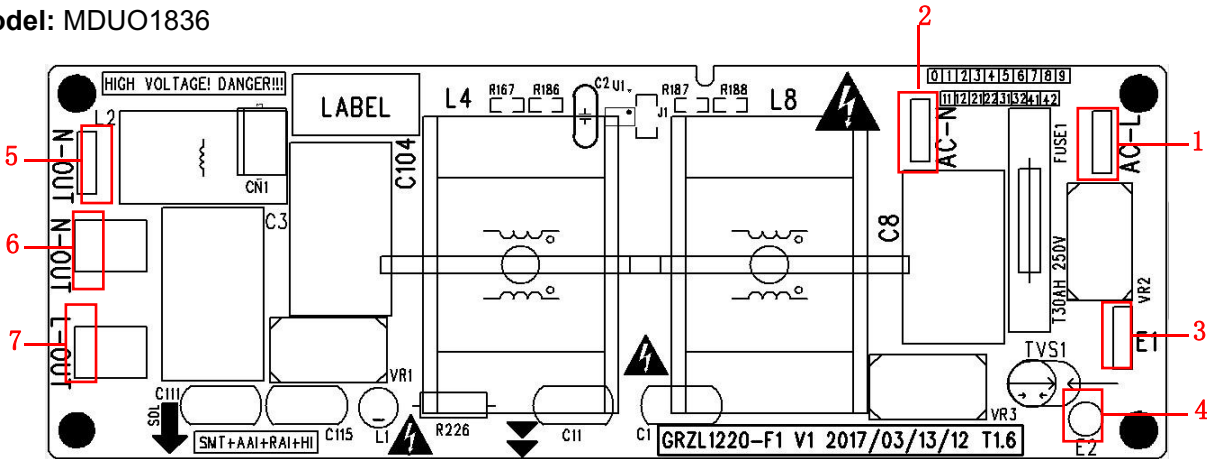 odel: MDUO1836
2
HIGH VOLTAGE! DANGER!!!
LABEL
L4
R167
R186
C2
U1
J1
R187
R188
L8
0 1 2 3 4 5 6 7 8 9
11 12 21 22 31 32 41 42
L2
N-OUT
5
CN1
C104
AC-N
FUSE1
AC-L
1
N-OUT
6
C3
C8
T30AH 250V
VR2
L-OUT
7
VR1
TVS1
E1
3
C111
SOL
C115
L1
R226
C11
C1
VR3
4
E2
SMT+AAI+RAI+HI
GRZL1220-F1 V1 2017/03/13/12 T1.6